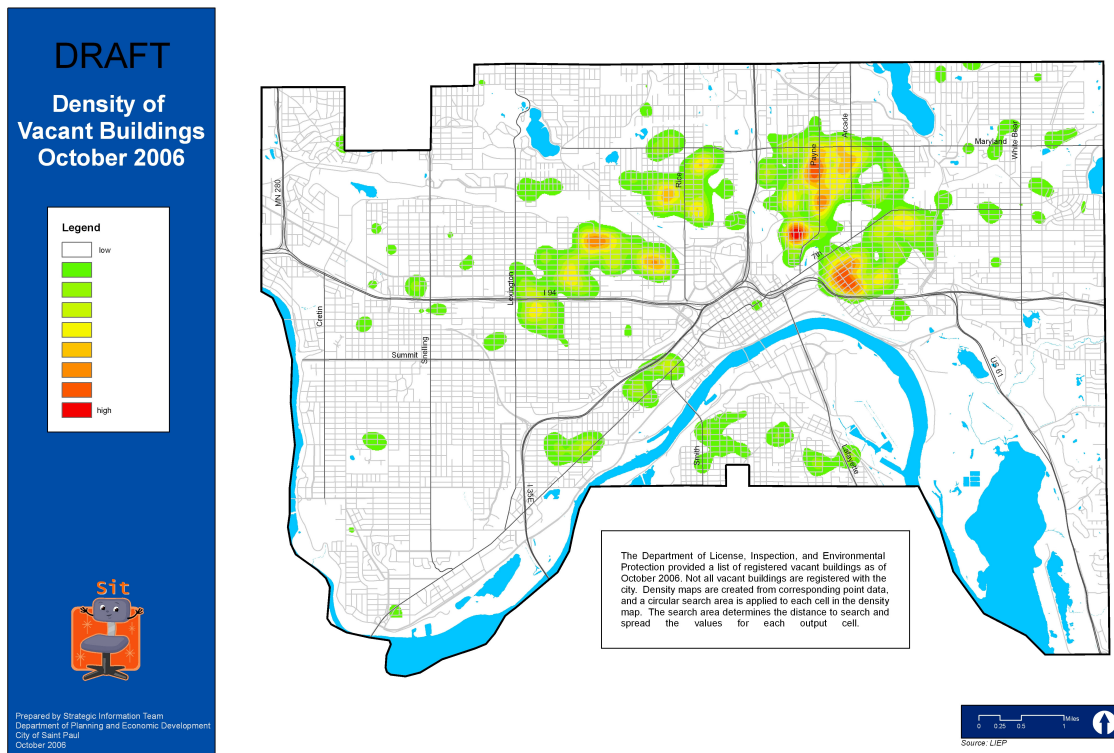 DRAFT
Density of
Vacant Buildings
October 2006
Legend
low
high
Sit
Prepared by Strategic Information Team
Department of Planning and Economic Development
City of Saint Paul
October 2006
MN 280
Cretin
Snelling
Summit
Lexington
I 94
I 35E
Rice
Payne
Arcade
7th
Maryland
White Bear
US 61
Smith
Lafayette
The Department of License, Inspection, and Environmental
Protection provided a list of registered vacant buildings as of
October 2006. Not all vacant buildings are registered with the
city. Density maps are created from corresponding point data,
and a circular search area is applied to each cell in the density
map. The search area determines the distance to search and
spread the values for each output cell.
Miles
0 0.25 0.5 1
Source: LIEP